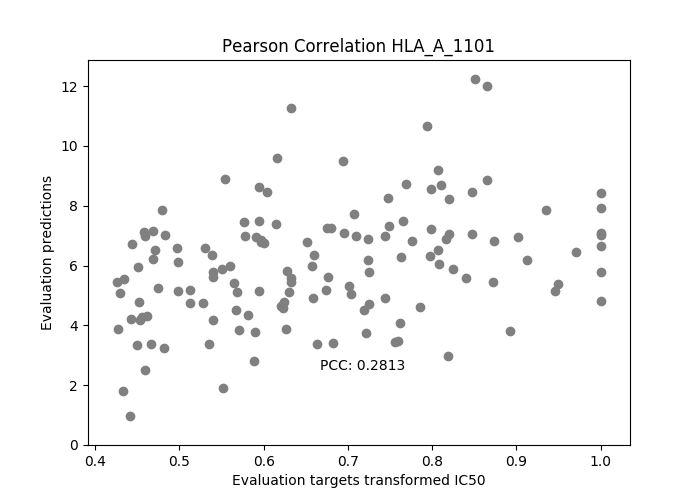 Pearson Correlation HLA_A_1101
12
10
8
6
4
2
0
Evaluation predictions
PCC: 0.2813
0.4 0.5 0.6 0.7 0.8 0.9 1.0
Evaluation targets transformed IC50